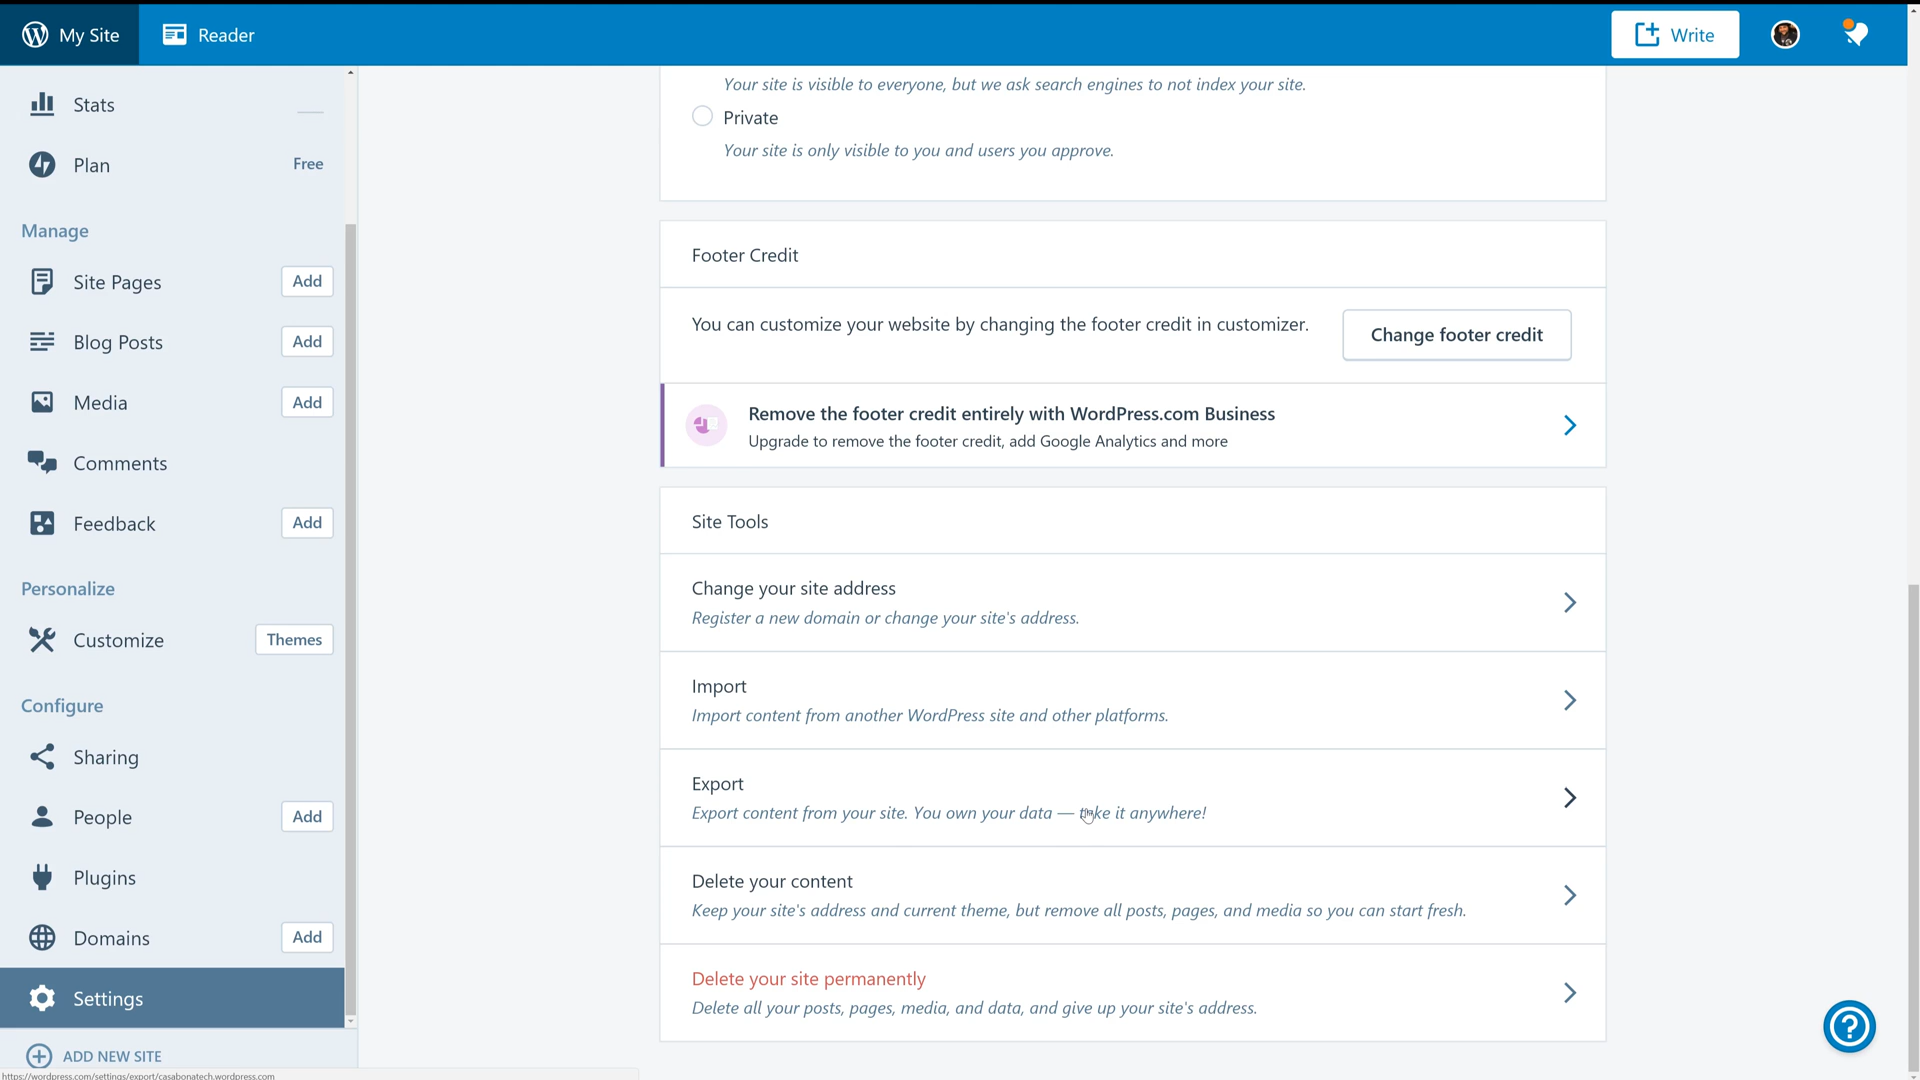 My Site
Reader
Write
Stats
Plan
Free
Manage
Site Pages
Add
Blog Posts
Add
Media
Add
Comments
Feedback
Add
Personalize
Customize
Themes
Configure
Sharing
People
Add
Plugins
Domains
Add
Settings
ADD NEW SITE
https://wordpress.com/settings/export/casabonatech.wordpress.com
Your site is visible to everyone, but we ask search engines to not index your site.
Private
Your site is only visible to you and users you approve.
Footer Credit
You can customize your website by changing the footer credit in customizer.
Change footer credit
Remove the footer credit entirely with WordPress.com Business
Upgrade to remove the footer credit, add Google Analytics and more
Site Tools
Change your site address
Register a new domain or change your site's address.
Import
Import content from another WordPress site and other platforms.
Export
Export content from your site. You own your data — take it anywhere!
Delete your content
Keep your site's address and current theme, but remove all posts, pages, and media so you can start fresh.
Delete your site permanently
Delete all your posts, pages, media, and data, and give up your site's address.